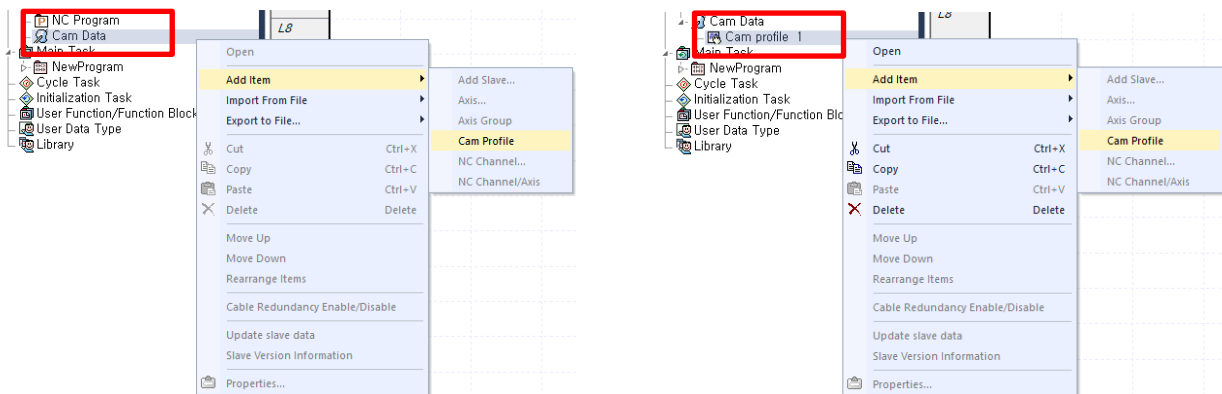 NC Program
Cam Data
Main Task
NewProgram
Cycle Task
Initialization Task
User Function/Function Block
User Data Type
Library
L8
Open
Add Item
Import From File
Export to File...
Cut Ctrl+X
Copy Ctrl+C
Paste Ctrl+V
Delete Delete
Move Up
Move Down
Rearrange Items
Cable Redundancy Enable/Disable
Update slave data
Slave Version Information
Properties...
Add Slave...
Axis...
Axis Group
Cam Profile
NC Channel...
NC Channel/Axis
Cam Data
Cam profile 1
Main Task
NewProgram
Cycle Task
Initialization Task
User Function/Function Blo
User Data Type
Library
L8
Open
Add Item
Import From File
Export to File...
Cut Ctrl+X
Copy Ctrl+C
Paste Ctrl+V
Delete Delete
Move Up
Move Down
Rearrange Items
Cable Redundancy Enable/Disable
Update slave data
Slave Version Information
Properties...
Add Slave...
Axis...
Axis Group
Cam Profile
NC Channel...
NC Channel/Axis